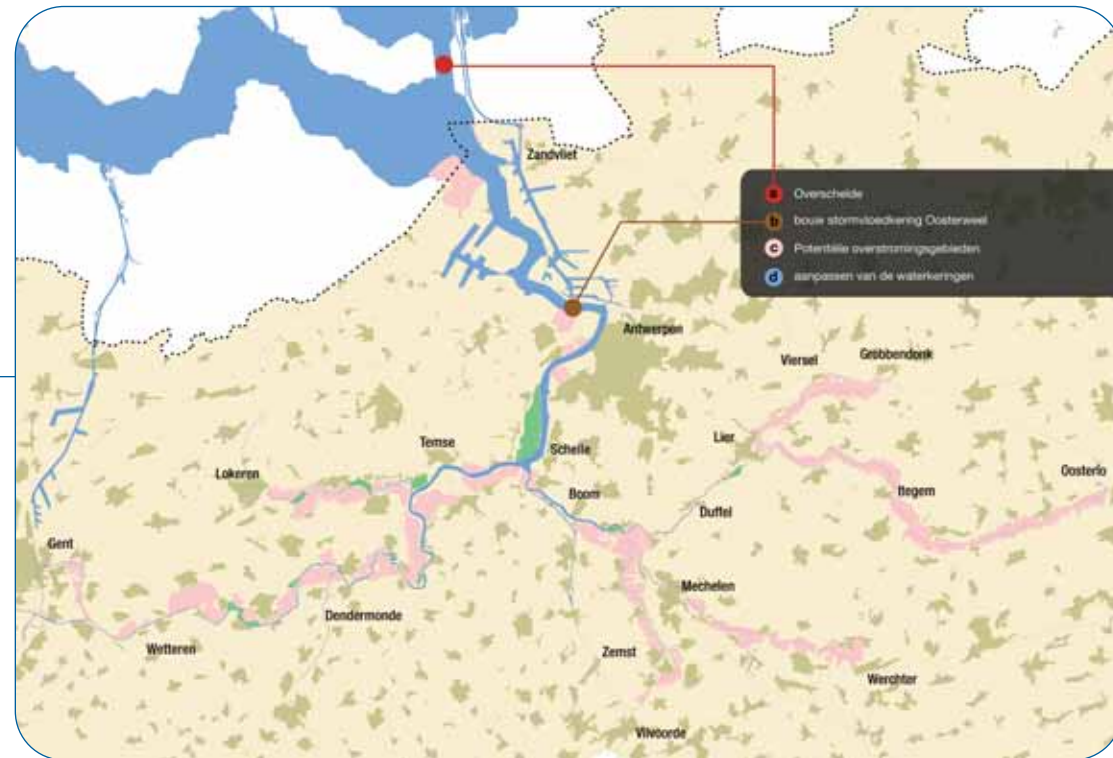 Zandvliet
a Overschelde
b bouw stormvloedkering Oosterweel
c Potentiële overstromingsgebieden
d aanpassen van de waterkeringen
Antwerpen
Viersel
Grobbendonk
Temse
Lier
Schelle
Lokeren
Oosterlo
Boom
Itegem
Duffel
Gent
Mechelen
Dendermonde
Wetteren
Zemst
Werchter
Vilvoorde